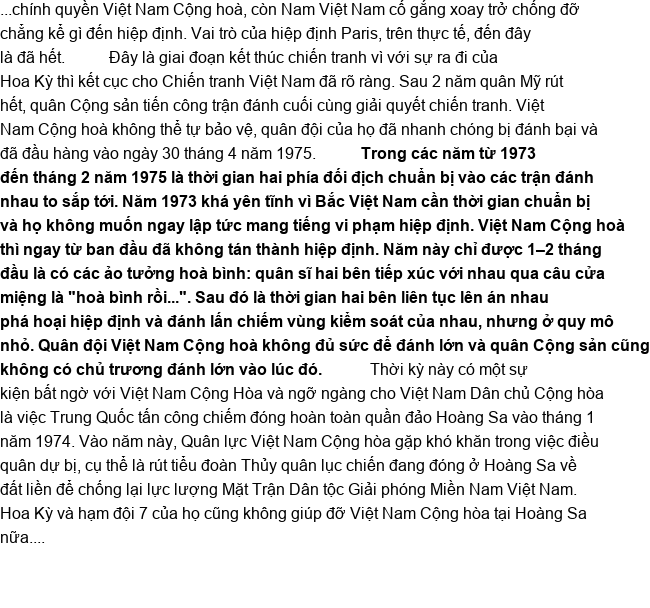 ...chính quyền Việt Nam Cộng hoà, còn Nam Việt Nam cố gắng xoay trở chống đỡ
chẳng kể gì đến hiệp định. Vai trò của hiệp định Paris, trên thực tế, đến đây
là đã hết. Đây là giai đoạn kết thúc chiến tranh vì với sự ra đi của
Hoa Kỳ thì kết cục cho Chiến tranh Việt Nam đã rõ ràng. Sau 2 năm quân Mỹ rút
hết, quân Cộng sản tiến công trận đánh cuối cùng giải quyết chiến tranh. Việt
Nam Cộng hoà không thể tự bảo vệ, quân đội của họ đã nhanh chóng bị đánh bại và
đã đầu hàng vào ngày 30 tháng 4 năm 1975. Trong các năm từ 1973
đến tháng 2 năm 1975 là thời gian hai phía đối địch chuẩn bị vào các trận đánh
nhau to sắp tới. Năm 1973 khá yên tĩnh vì Bắc Việt Nam cần thời gian chuẩn bị
và họ không muốn ngay lập tức mang tiếng vi phạm hiệp định. Việt Nam Cộng hoà
thì ngay từ ban đầu đã không tán thành hiệp định. Năm này chỉ được 1–2 tháng
đầu là có các ảo tưởng hoà bình: quân sĩ hai bên tiếp xúc với nhau qua câu cửa
miệng là "hoà bình rồi...". Sau đó là thời gian hai bên liên tục lên án nhau
phá hoại hiệp định và đánh lấn chiếm vùng kiểm soát của nhau, nhưng ở quy mô
nhỏ. Quân đội Việt Nam Cộng hoà không đủ sức để đánh lớn và quân Cộng sản cũng
không có chủ trương đánh lớn vào lúc đó. Thời kỳ này có một sự
kiện bất ngờ với Việt Nam Cộng Hòa và ngỡ ngàng cho Việt Nam Dân chủ Cộng hòa
là việc Trung Quốc tấn công chiếm đóng hoàn toàn quần đảo Hoàng Sa vào tháng 1
năm 1974. Vào năm này, Quân lực Việt Nam Cộng hòa gặp khó khăn trong việc điều
quân dự bị, cụ thể là rút tiểu đoàn Thủy quân lục chiến đang đóng ở Hoàng Sa về
đất liền để chống lại lực lượng Mặt Trận Dân tộc Giải phóng Miền Nam Việt Nam.
Hoa Kỳ và hạm đội 7 của họ cũng không giúp đỡ Việt Nam Cộng hòa tại Hoàng Sa
nữa....